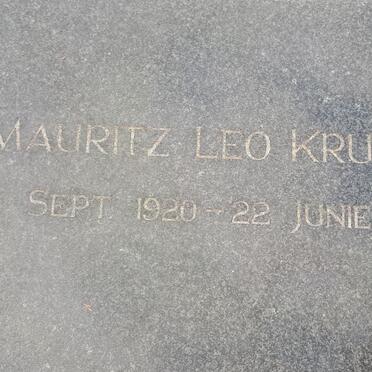 MAURITZ LEO KRU
SEPT. 1920 – 22 JUNIE